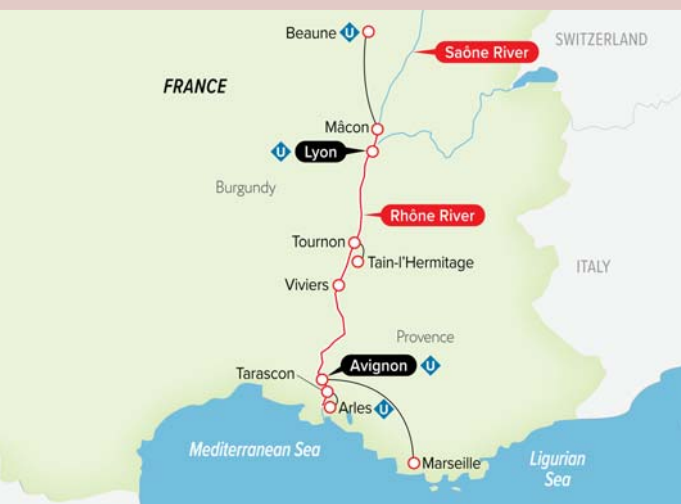 Beaune U
Saône River
SWITZERLAND
FRANCE
Mâcon
U Lyon
Burgundy
Rhône River
Tournon
Tain-l'Hermitage
ITALY
Viviers
Provence
Avignon U
Tarascon
Arles U
Mediterranean Sea
Marseille
Ligurian
Sea